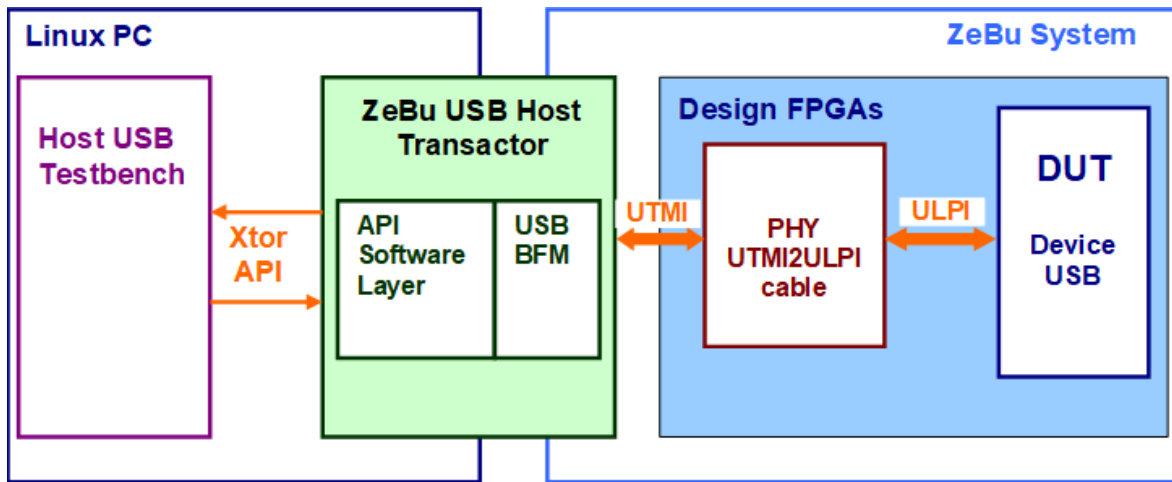 Linux PC
ZeBu System
Host USB
Testbench
Xtor
API
ZeBu USB Host
Transactor
API
Software
Layer
USB
BFM
UTMI
Design FPGAs
PHY
UTMI2ULPI
cable
ULPI
DUT
Device
USB